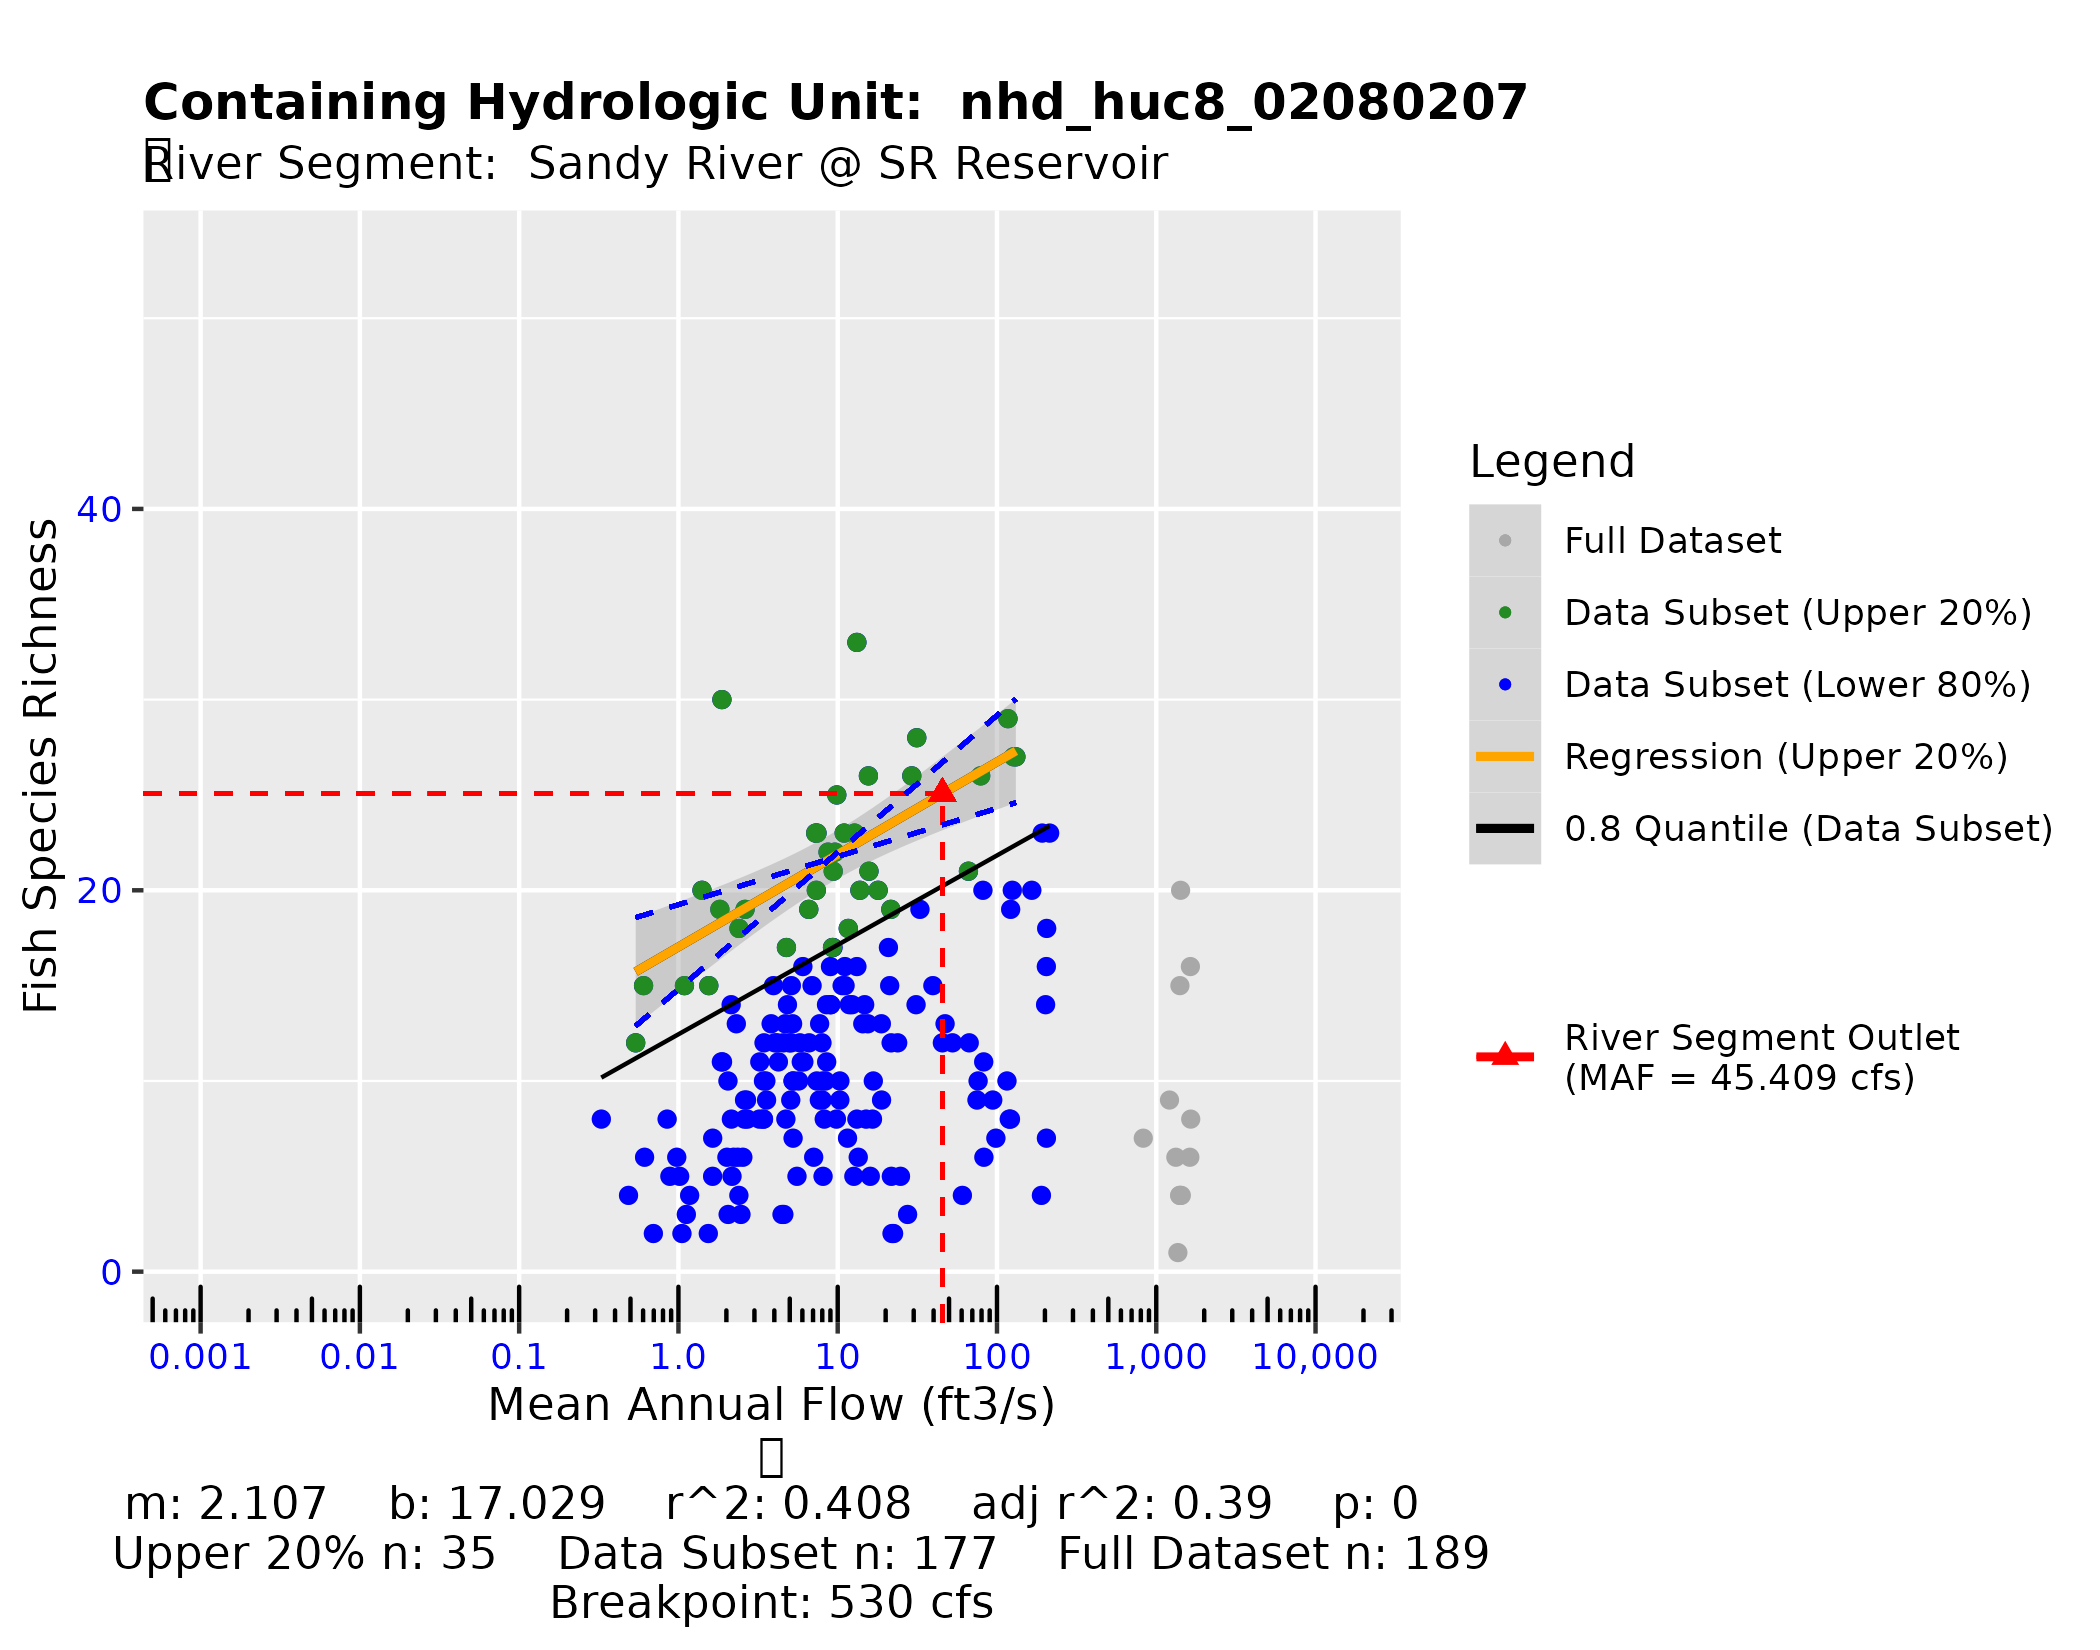 Containing Hydrologic Unit:  nhd_huc8_02080207
River Segment:  Sandy River @ SR Reservoir
Fish Species Richness
40
20
0
0.001 0.01 0.1 1.0 10 100 1,000 10,000
Mean Annual Flow (ft3/s)
m: 2.107    b: 17.029    r^2: 0.408    adj r^2: 0.39    p: 0
Upper 20% n: 35    Data Subset n: 177    Full Dataset n: 189
Breakpoint: 530 cfs
Legend
Full Dataset
Data Subset (Upper 20%)
Data Subset (Lower 80%)
Regression (Upper 20%)
0.8 Quantile (Data Subset)
River Segment Outlet
(MAF = 45.409 cfs)